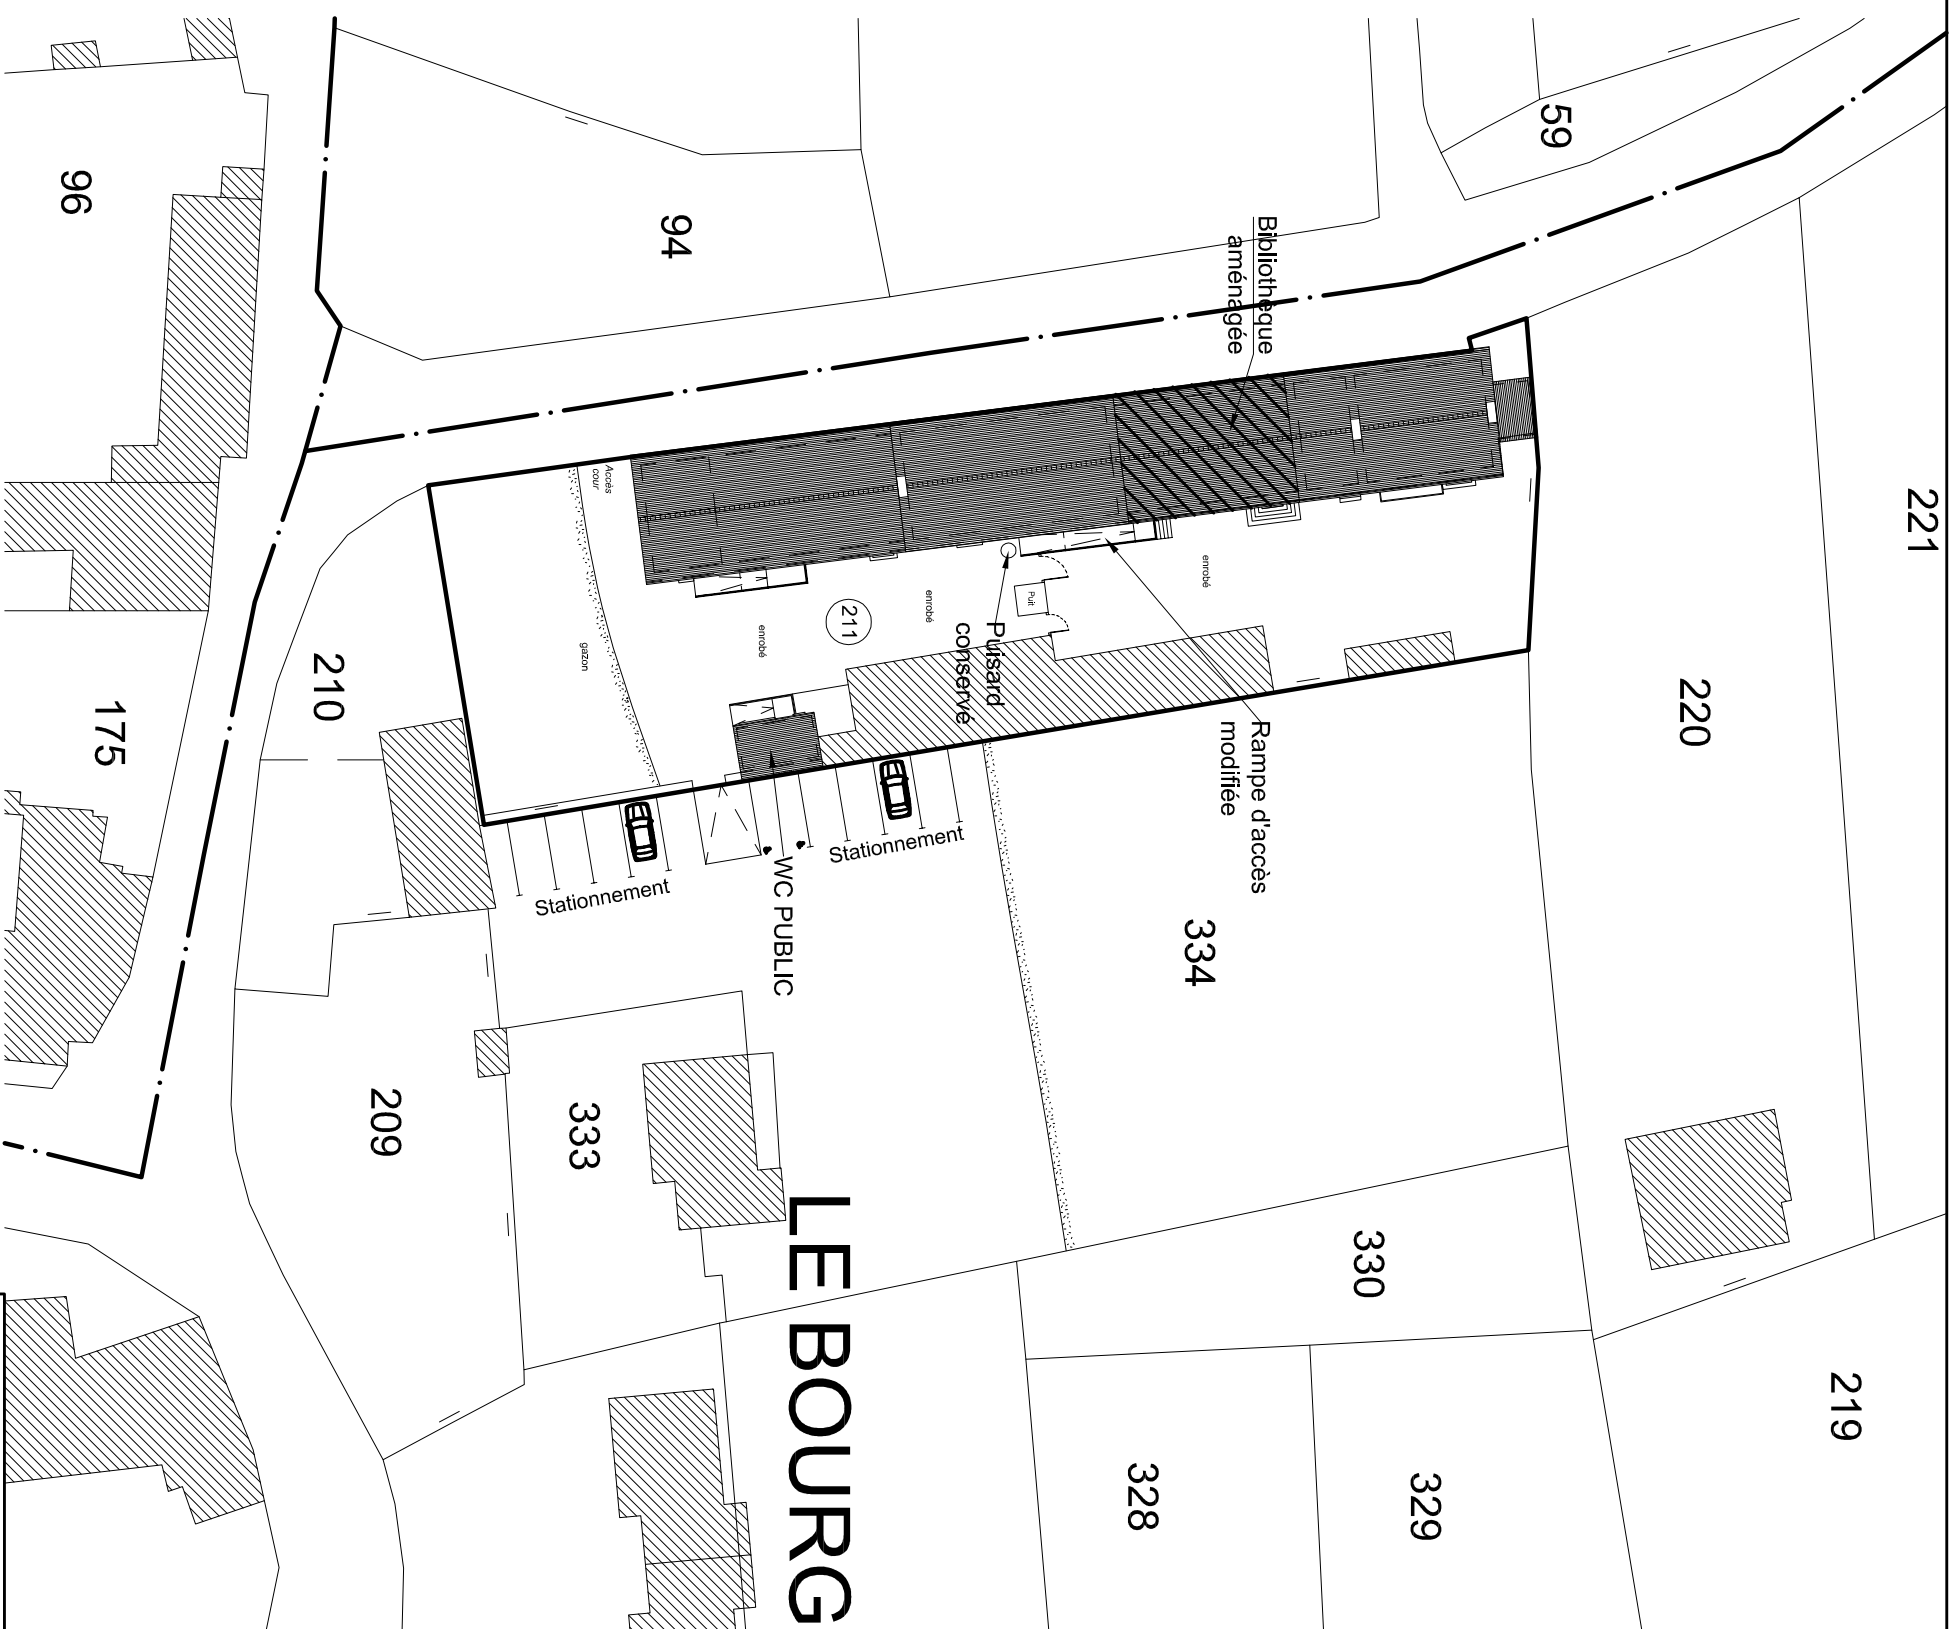 59
96
94
Bibliothèque
aménagée
221
Accès
cour
enrobé
Puit
enrobé
211
enrobé
gazon
Puisard
conservé
210
220
175
Rampe d'accès
modifiée
Stationnement
Stationnement
WC PUBLIC
334
209
333
330
LE BOURG
219
328
329